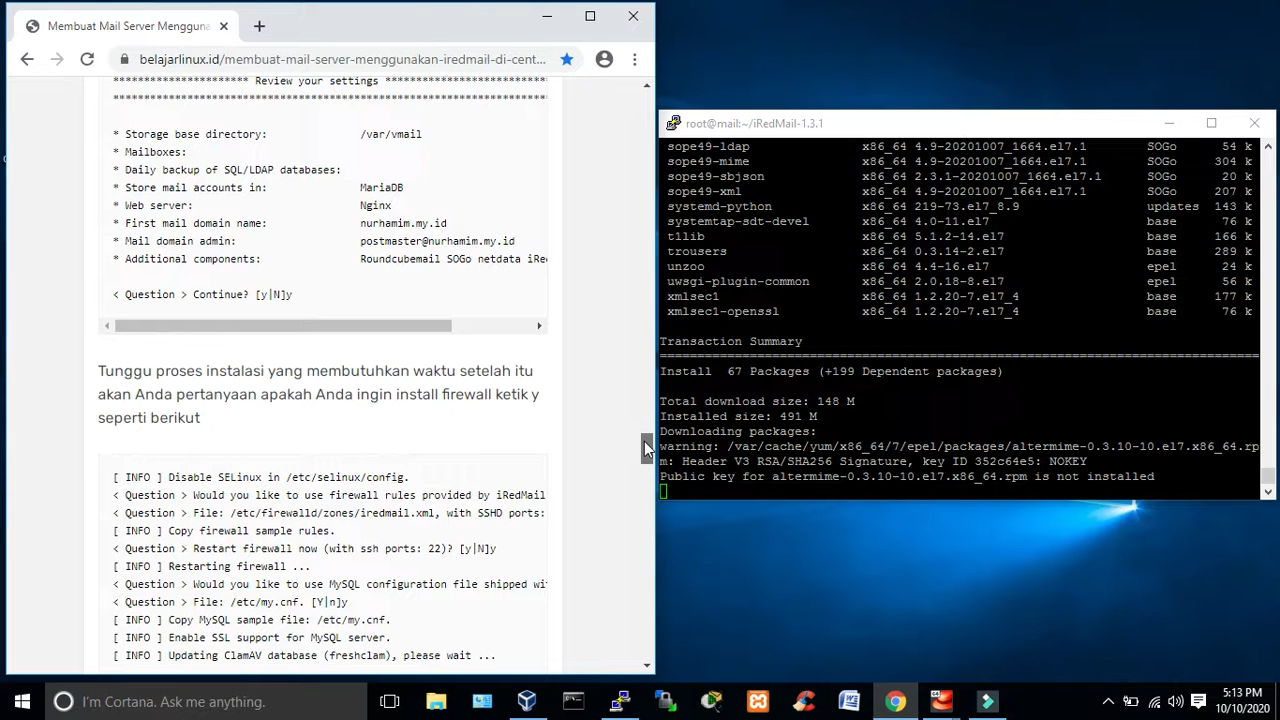 Membuat Mail Server Mengguna
belajarlinux.id/membuat-mail-server-menggunakan-iredmail-di-cent...
********************** Review your settings **************************
**********************************************************************
* Storage base directory: /var/vmail
* Mailboxes:
* Daily backup of SQL/LDAP databases:
* Store mail accounts in: MariaDB
* Web server: Nginx
* First mail domain name: nurhamim.my.id
* Mail domain admin: postmaster@nurhamim.my.id
* Additional components: Roundcubemail SOGo netdata iRed
< Question > Continue? [y|N]y
Tunggu proses instalasi yang membutuhkan waktu setelah itu
akan Anda pertanyaan apakah Anda ingin install firewall ketik y
seperti berikut
[ INFO ] Disable SELinux in /etc/selinux/config.
< Question > Would you like to use firewall rules provided by iRedMail
< Question > File: /etc/firewalld/zones/iredmail.xml, with SSHD ports:
[ INFO ] Copy firewall sample rules.
< Question > Restart firewall now (with ssh ports: 22)? [y|N]y
[ INFO ] Restarting firewall ...
< Question > Would you like to use MySQL configuration file shipped wi
< Question > File: /etc/my.cnf. [Y|n]y
[ INFO ] Copy MySQL sample file: /etc/my.cnf.
[ INFO ] Enable SSL support for MySQL server.
[ INFO ] Updating ClamAV database (freshclam), please wait ...
root@mail:~/iRedMail-1.3.1
sope49-ldap x86_64 4.9-20201007_1664.el7.1 SOGo 54 k
sope49-mime x86_64 4.9-20201007_1664.el7.1 SOGo 304 k
sope49-sbjson x86_64 2.3.1-20201007_1664.el7.1 SOGo 20 k
sope49-xml x86_64 4.9-20201007_1664.el7.1 SOGo 207 k
systemd-python x86_64 219-73.el7_8.9 updates 143 k
systemtap-sdt-devel x86_64 4.0-11.el7 base 76 k
t1lib x86_64 5.1.2-14.el7 base 166 k
trousers x86_64 0.3.14-2.el7 base 289 k
unzoo x86_64 4.4-16.el7 epel 24 k
uwsgi-plugin-common x86_64 2.0.18-8.el7 epel 56 k
xmlsec1 x86_64 1.2.20-7.el7_4 base 177 k
xmlsec1-openssl x86_64 1.2.20-7.el7_4 base 76 k
Transaction Summary
================================================================================
Install 67 Packages (+199 Dependent packages)
Total download size: 148 M
Installed size: 491 M
Downloading packages:
warning: /var/cache/yum/x86_64/7/epel/packages/altermime-0.3.10-10.el7.x86_64.rp
m: Header V3 RSA/SHA256 Signature, key ID 352c64e5: NOKEY
Public key for altermime-0.3.10-10.el7.x86_64.rpm is not installed
I'm Cortana. Ask me anything.
5:13 PM
10/10/2020